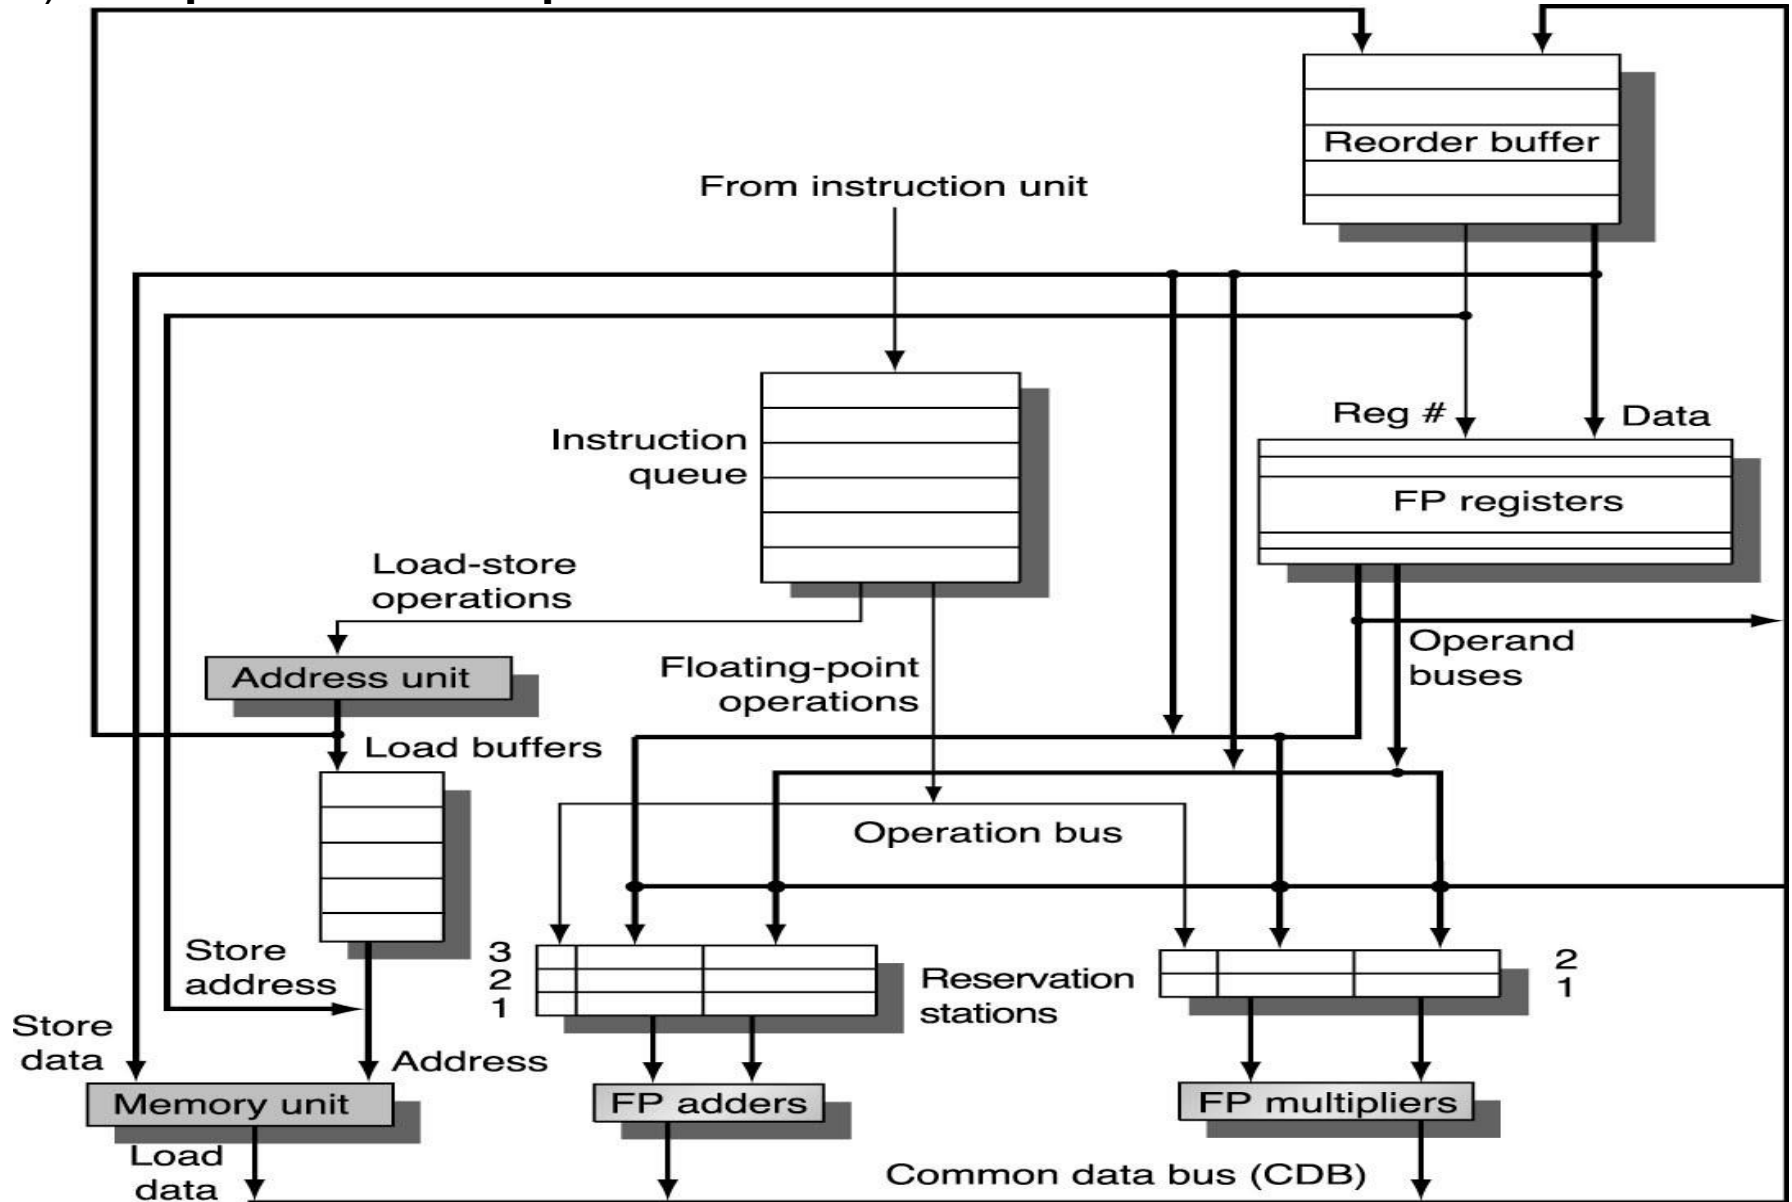 Reorder buffer
From instruction unit
Reg #
Data
Instruction
queue
FP registers
Load-store
operations
Operand
buses
Address unit
Floating-point
operations
Load buffers
Operation bus
Store
address
3
2
1
Reservation
stations
2
1
Store
data
Address
Memory unit
FP adders
FP multipliers
Load
data
Common data bus (CDB)